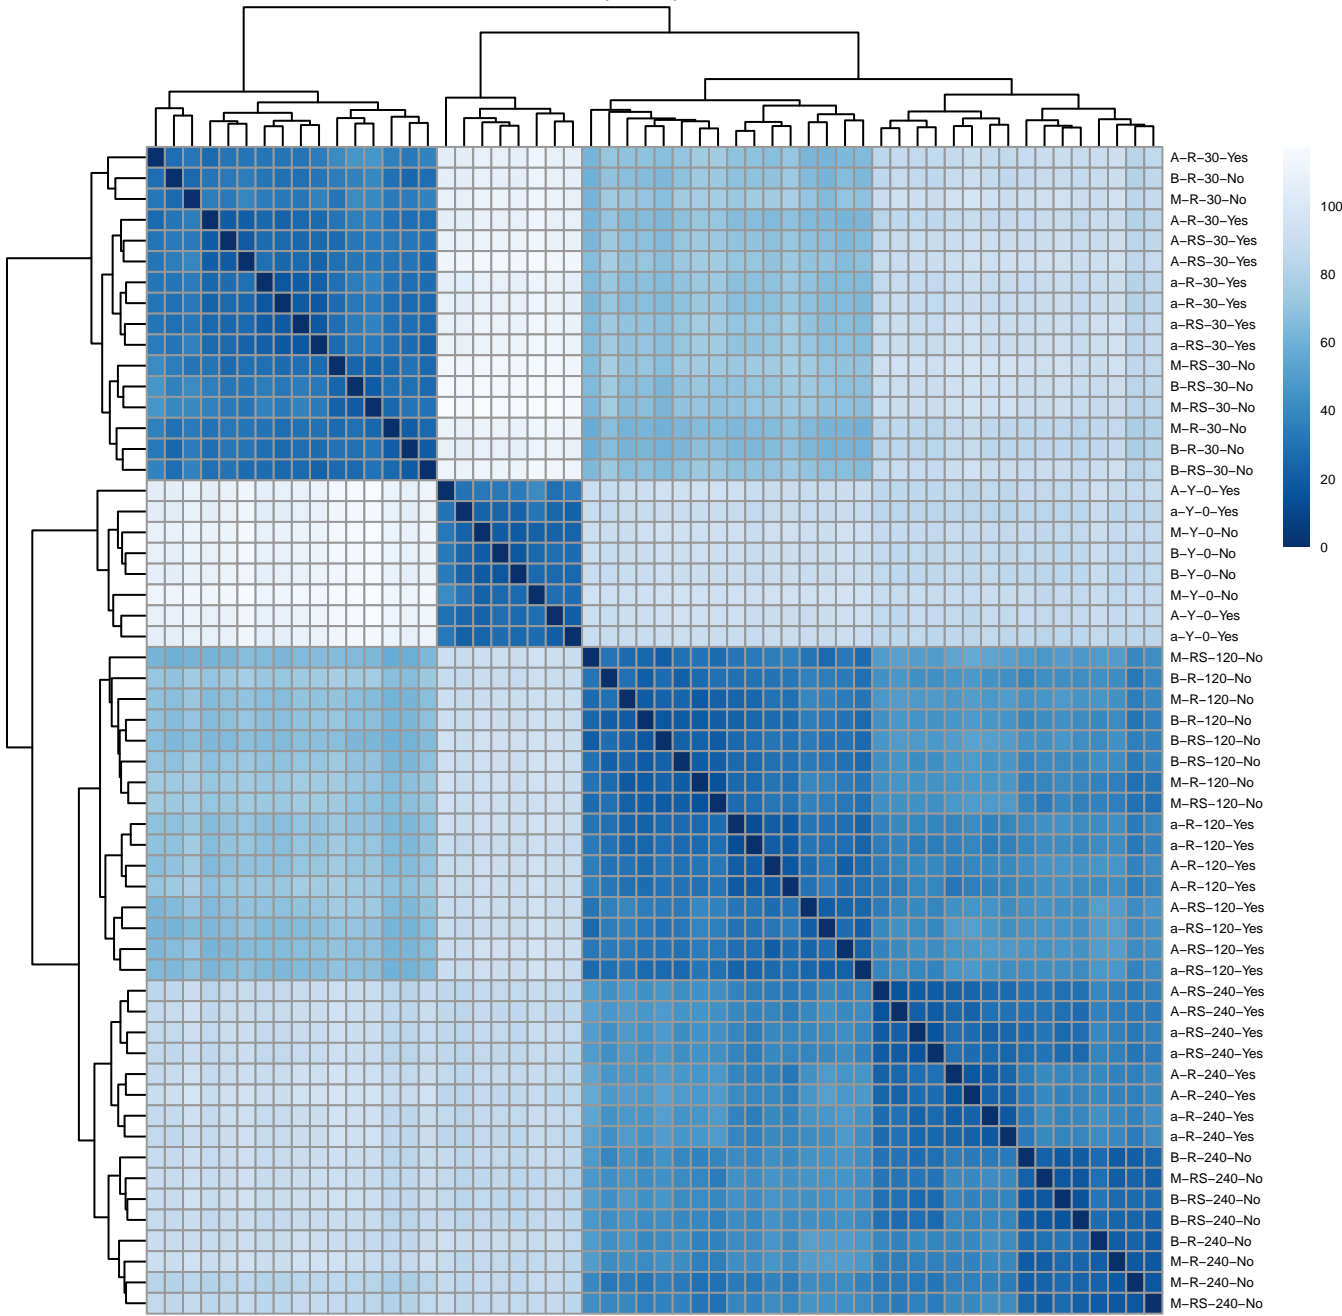 A-R-30-Yes
B-R-30-No
M-R-30-No
A-R-30-Yes
A-RS-30-Yes
A-RS-30-Yes
a-R-30-Yes
a-R-30-Yes
a-RS-30-Yes
a-RS-30-Yes
M-RS-30-No
B-RS-30-No
M-RS-30-No
M-R-30-No
B-R-30-No
B-RS-30-No
A-Y-0-Yes
a-Y-0-Yes
M-Y-0-No
B-Y-0-No
B-Y-0-No
M-Y-0-No
A-Y-0-Yes
a-Y-0-Yes
M-RS-120-No
B-R-120-No
M-R-120-No
B-R-120-No
B-RS-120-No
B-RS-120-No
M-R-120-No
M-RS-120-No
a-R-120-Yes
a-R-120-Yes
A-R-120-Yes
A-R-120-Yes
A-RS-120-Yes
a-RS-120-Yes
A-RS-120-Yes
a-RS-120-Yes
A-RS-240-Yes
A-RS-240-Yes
a-RS-240-Yes
a-RS-240-Yes
A-R-240-Yes
A-R-240-Yes
a-R-240-Yes
a-R-240-Yes
B-R-240-No
M-RS-240-No
B-RS-240-No
B-RS-240-No
B-R-240-No
M-R-240-No
M-R-240-No
M-RS-240-No
100
80
60
40
20
0